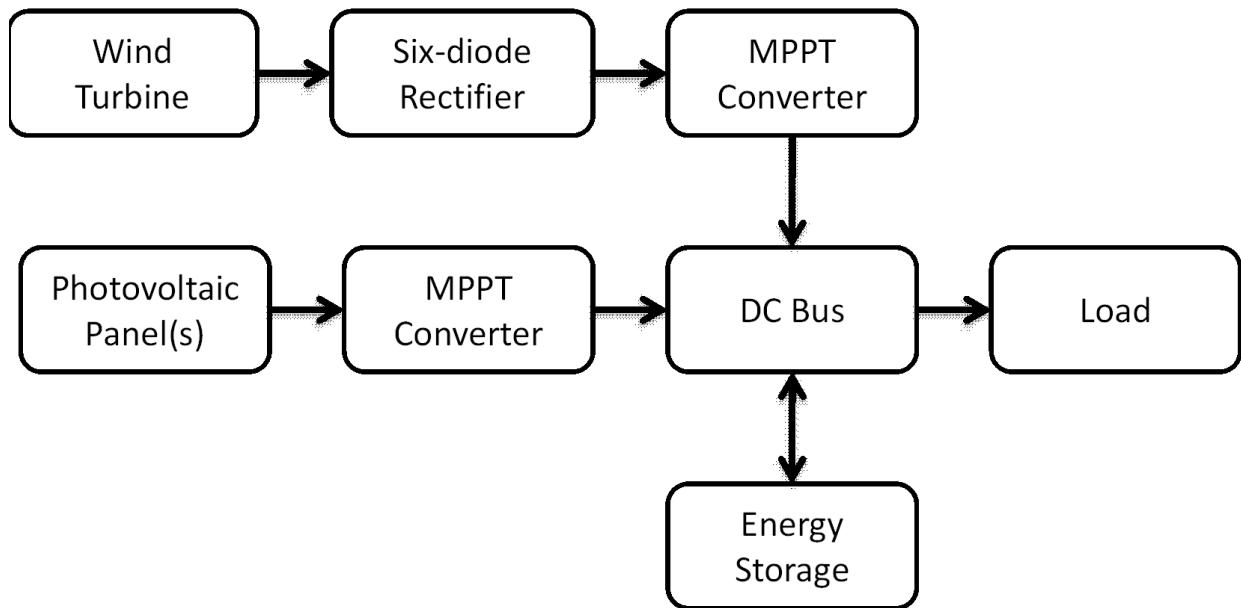 Wind
Turbine
Six-diode
Rectifier
MPPT
Converter
Photovoltaic
Panel(s)
MPPT
Converter
DC Bus
Load
Energy
Storage